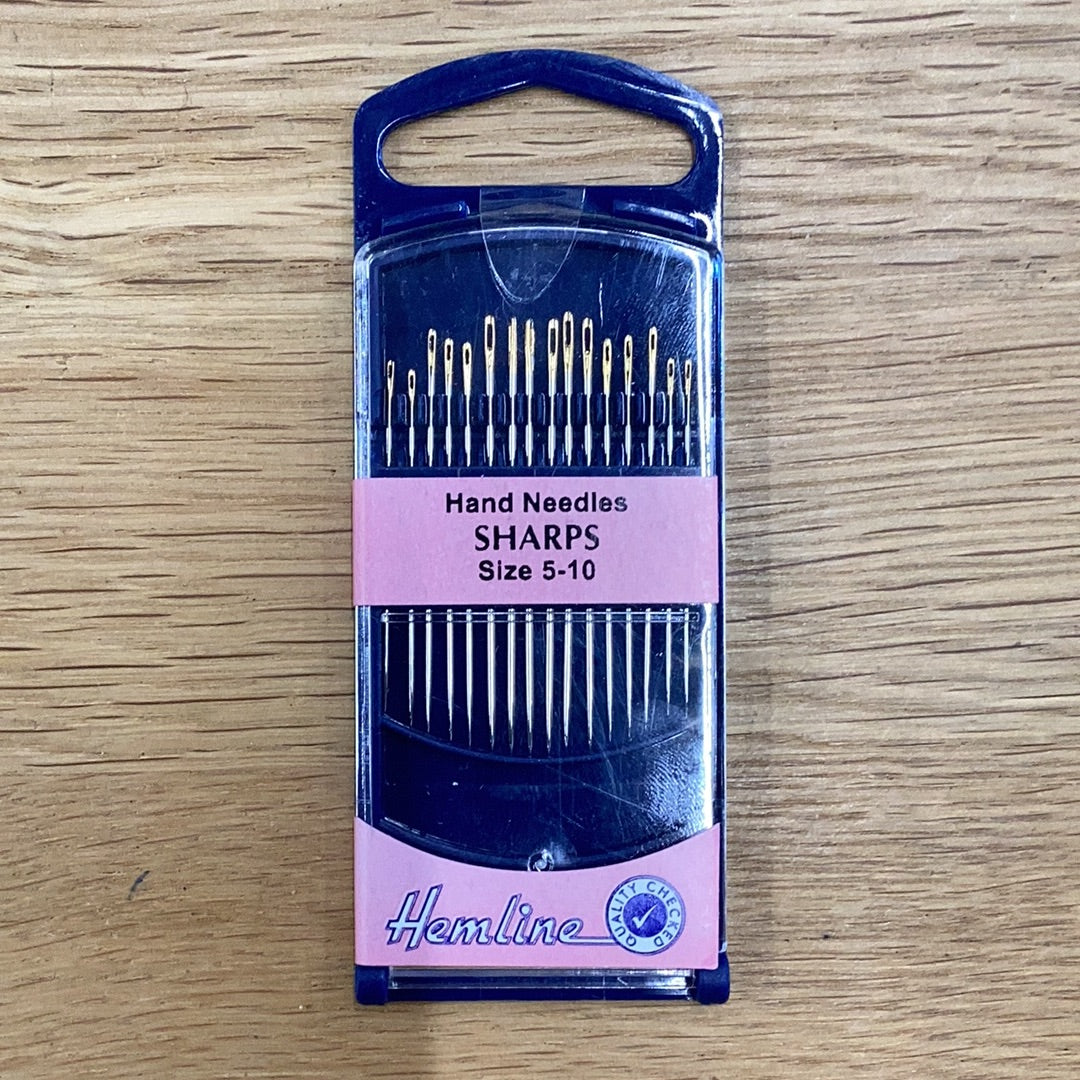 Hand Needles
SHARPS
Size 5-10
Hemline
QUALITY CHECKED